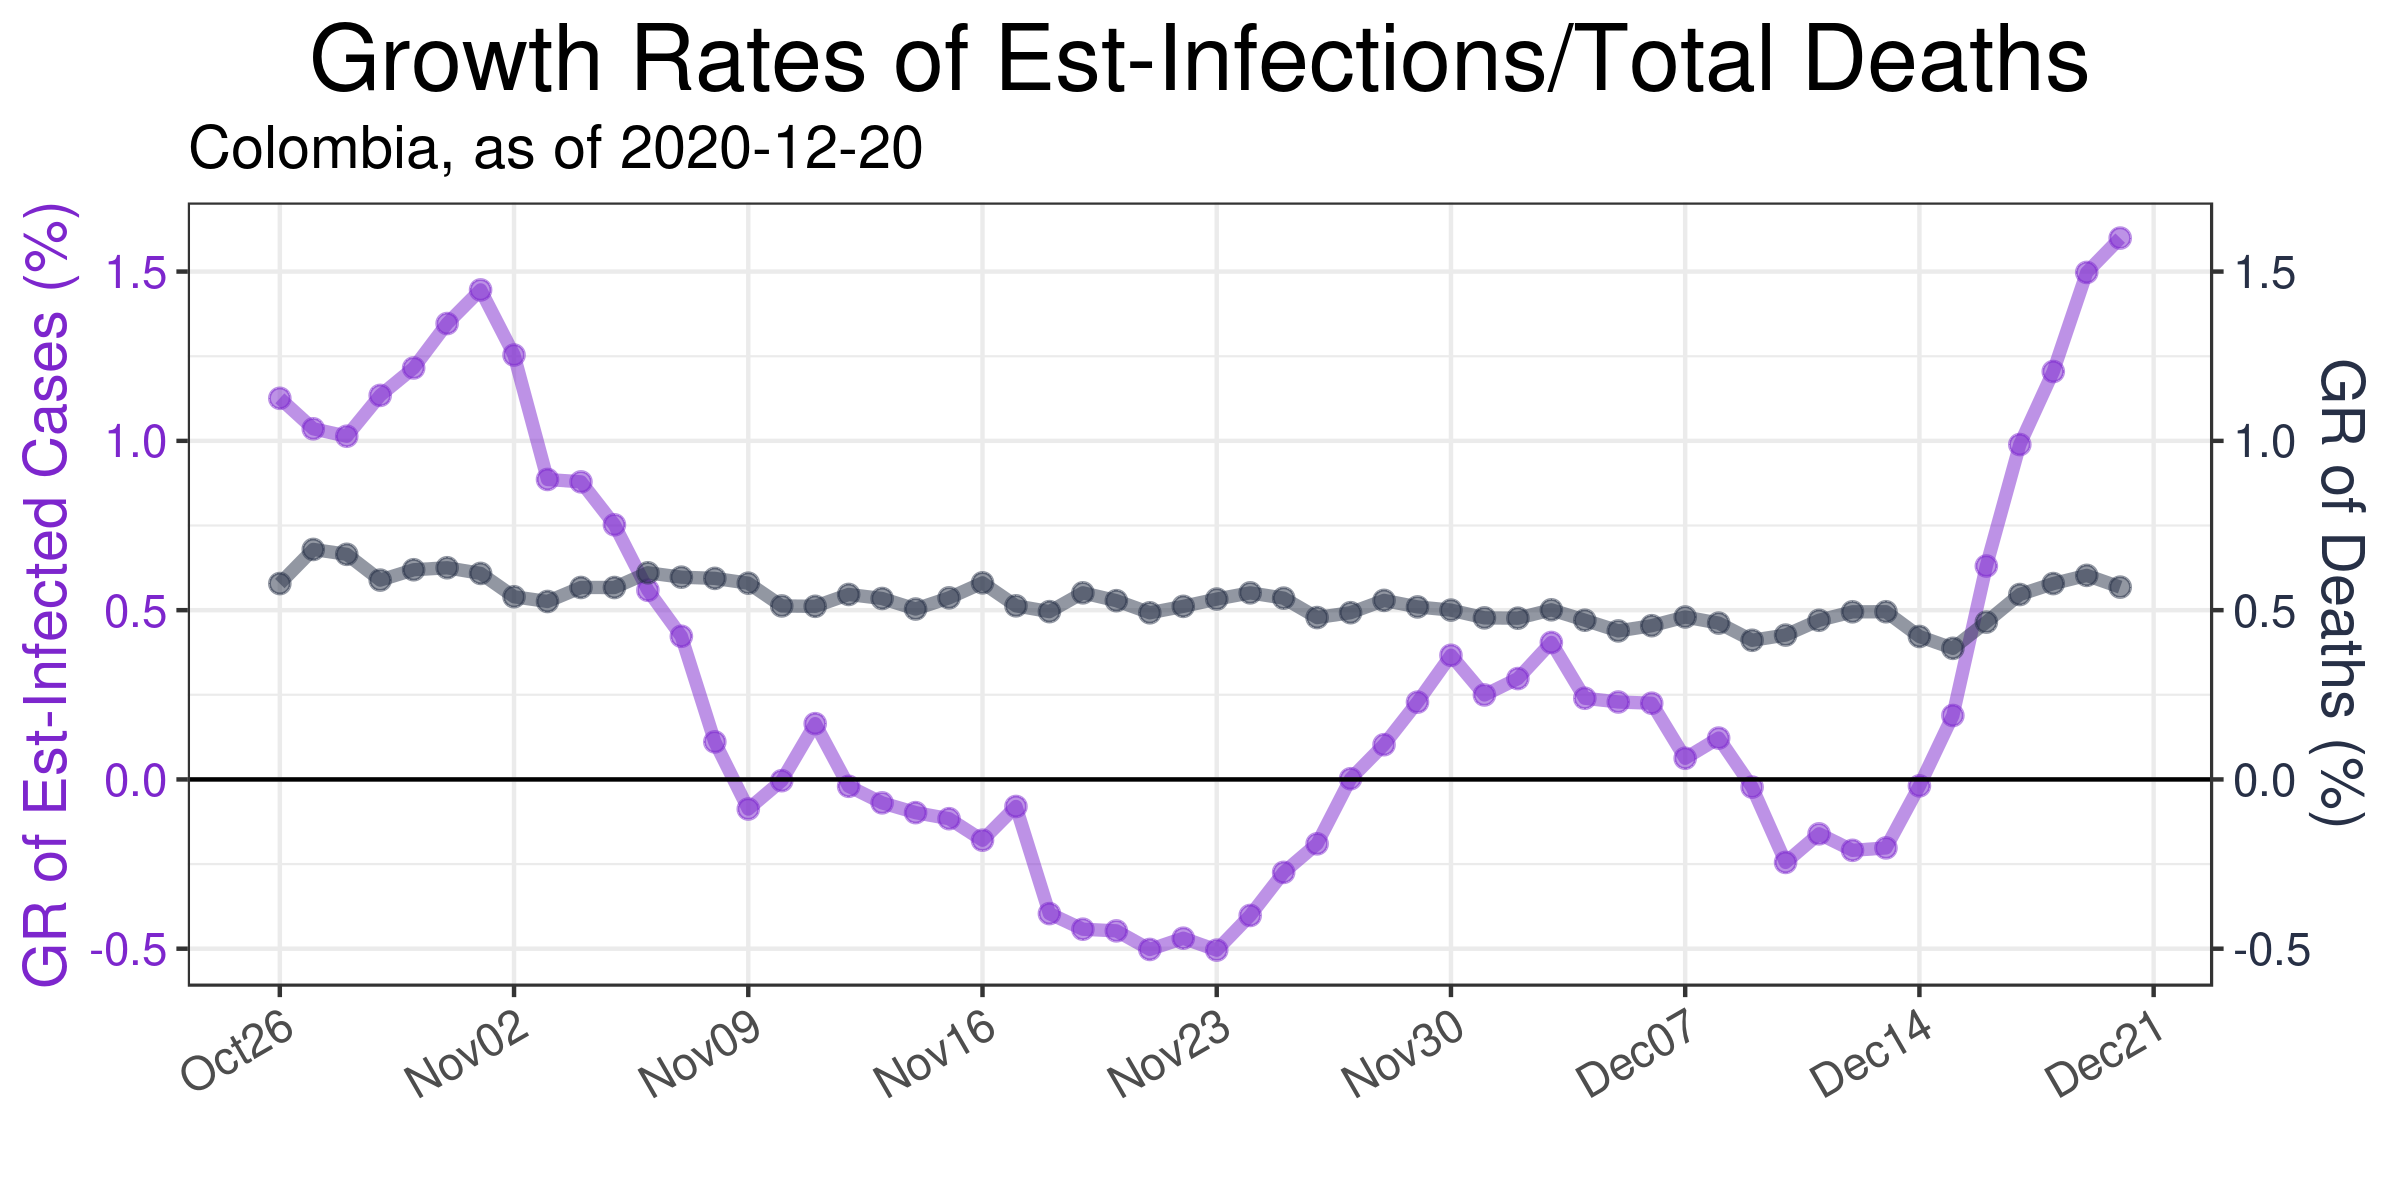 Growth Rates of Est-Infections/Total Deaths
Colombia, as of 2020-12-20
GR of Est-Infected Cases (%)
1.5
1.0
0.5
0.0
-0.5
1.5
1.0
0.5
0.0
-0.5
GR of Deaths (%)
Oct26
Nov02
Nov09
Nov16
Nov23
Nov30
Dec07
Dec14
Dec21